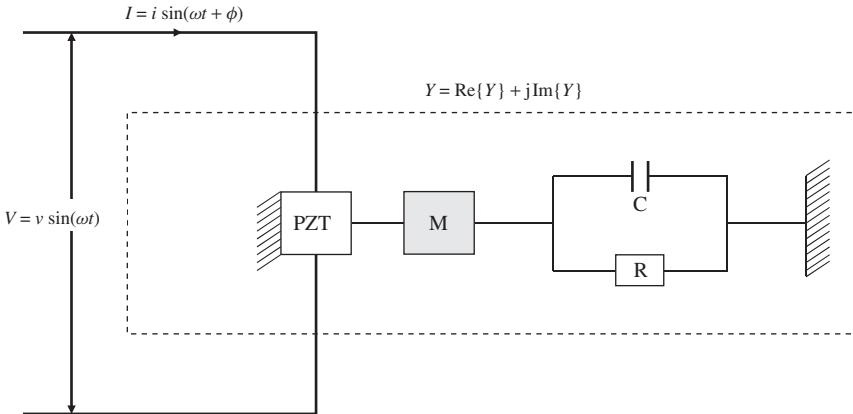 I = i sin(ωt + ϕ)
Y = Re{Y} + jIm{Y}
V = v sin(ωt)
PZT
M
C
R